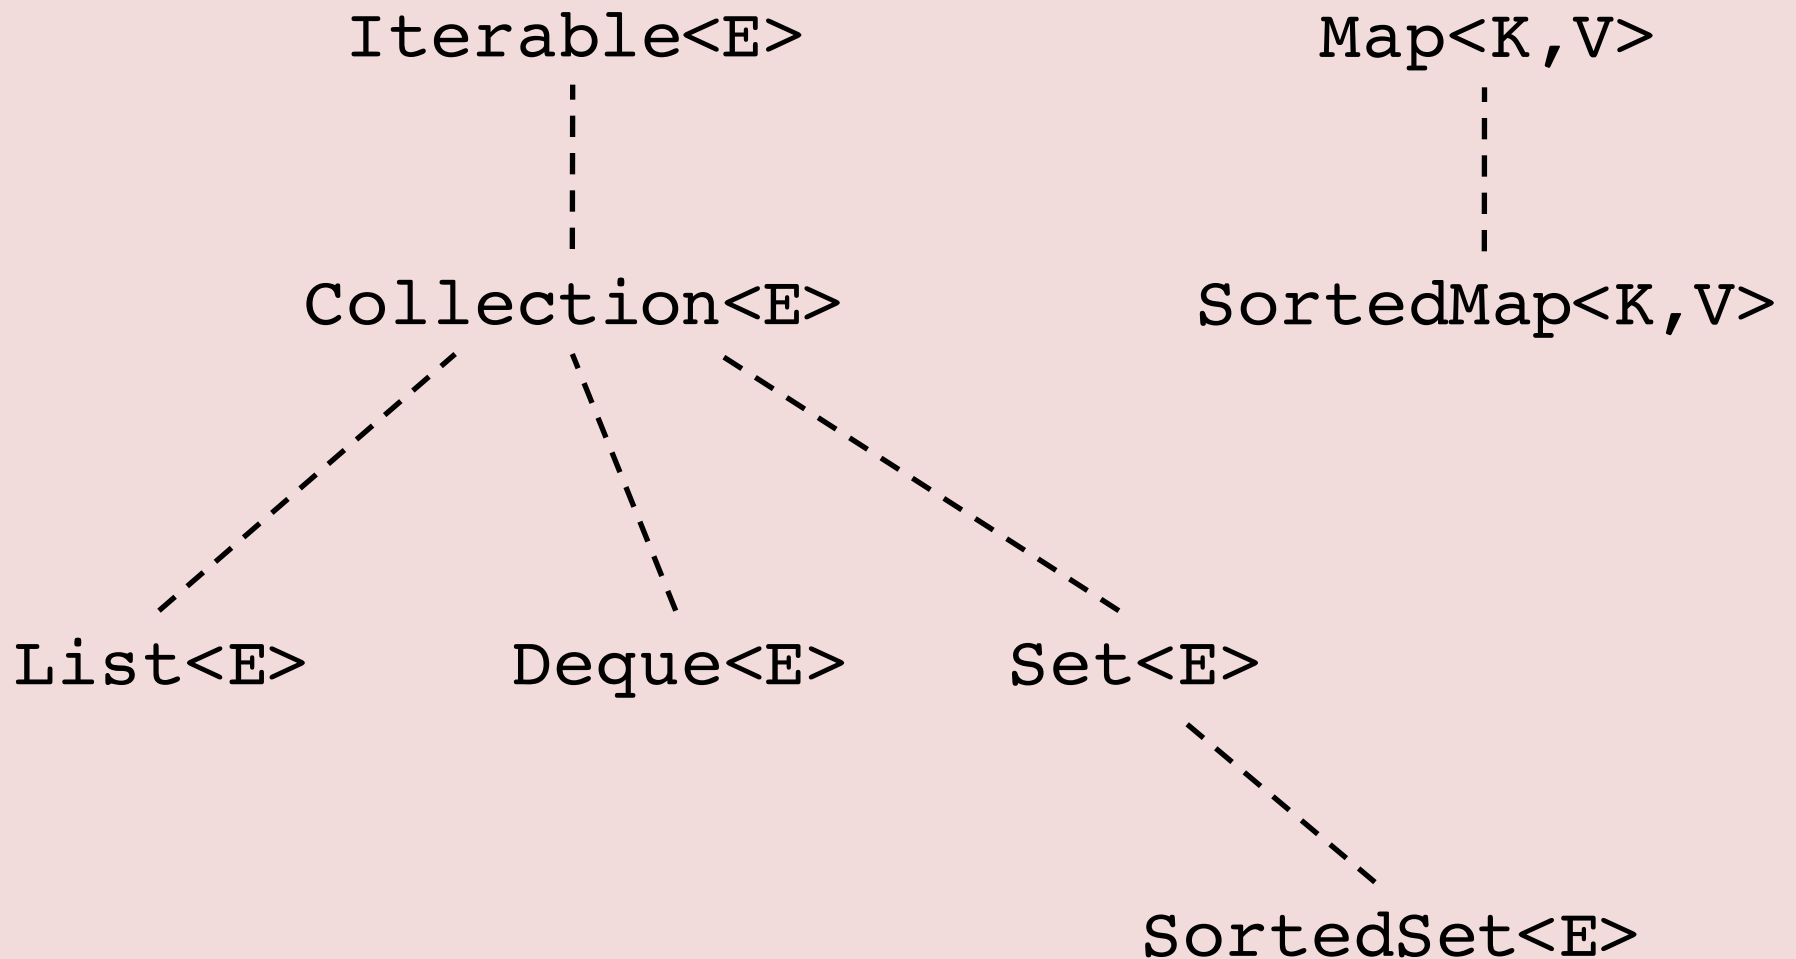 Iterable<E> Map<K,V>
Collection<E> SortedMap<K,V>
List<E> Deque<E> Set<E>
SortedSet<E>